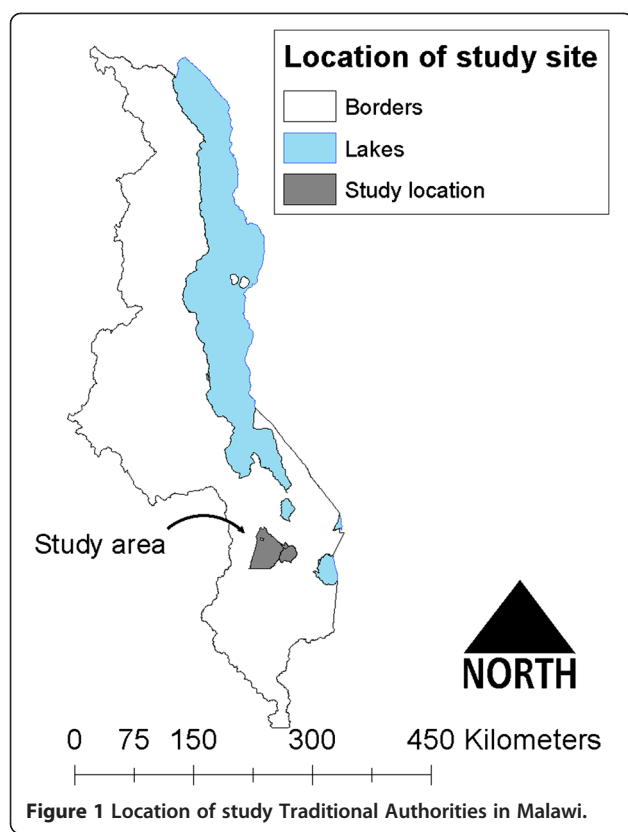 Location of study site
Borders
Lakes
Study location
Study area
NORTH
0 75 150 300 450 Kilometers
Figure 1 Location of study Traditional Authorities in Malawi.